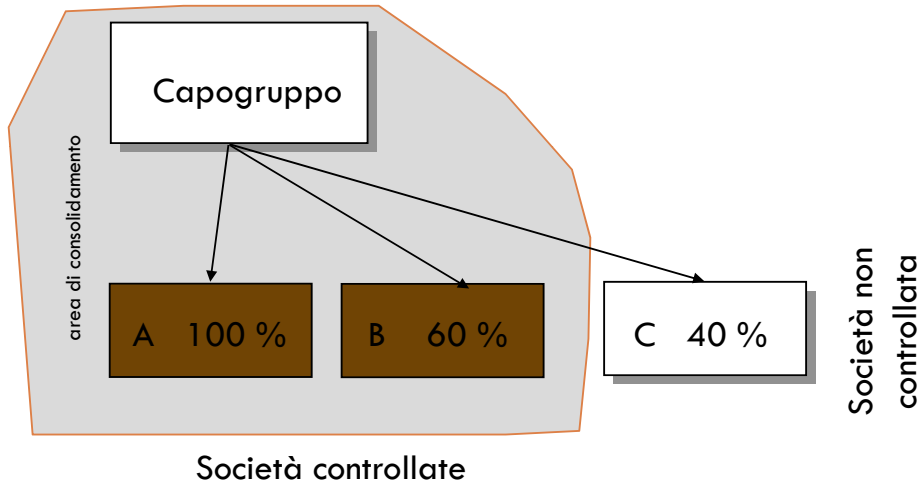 Capogruppo
area di consolidamento
A 100 %
B 60 %
C 40 %
Società non
controllata
Società controllate